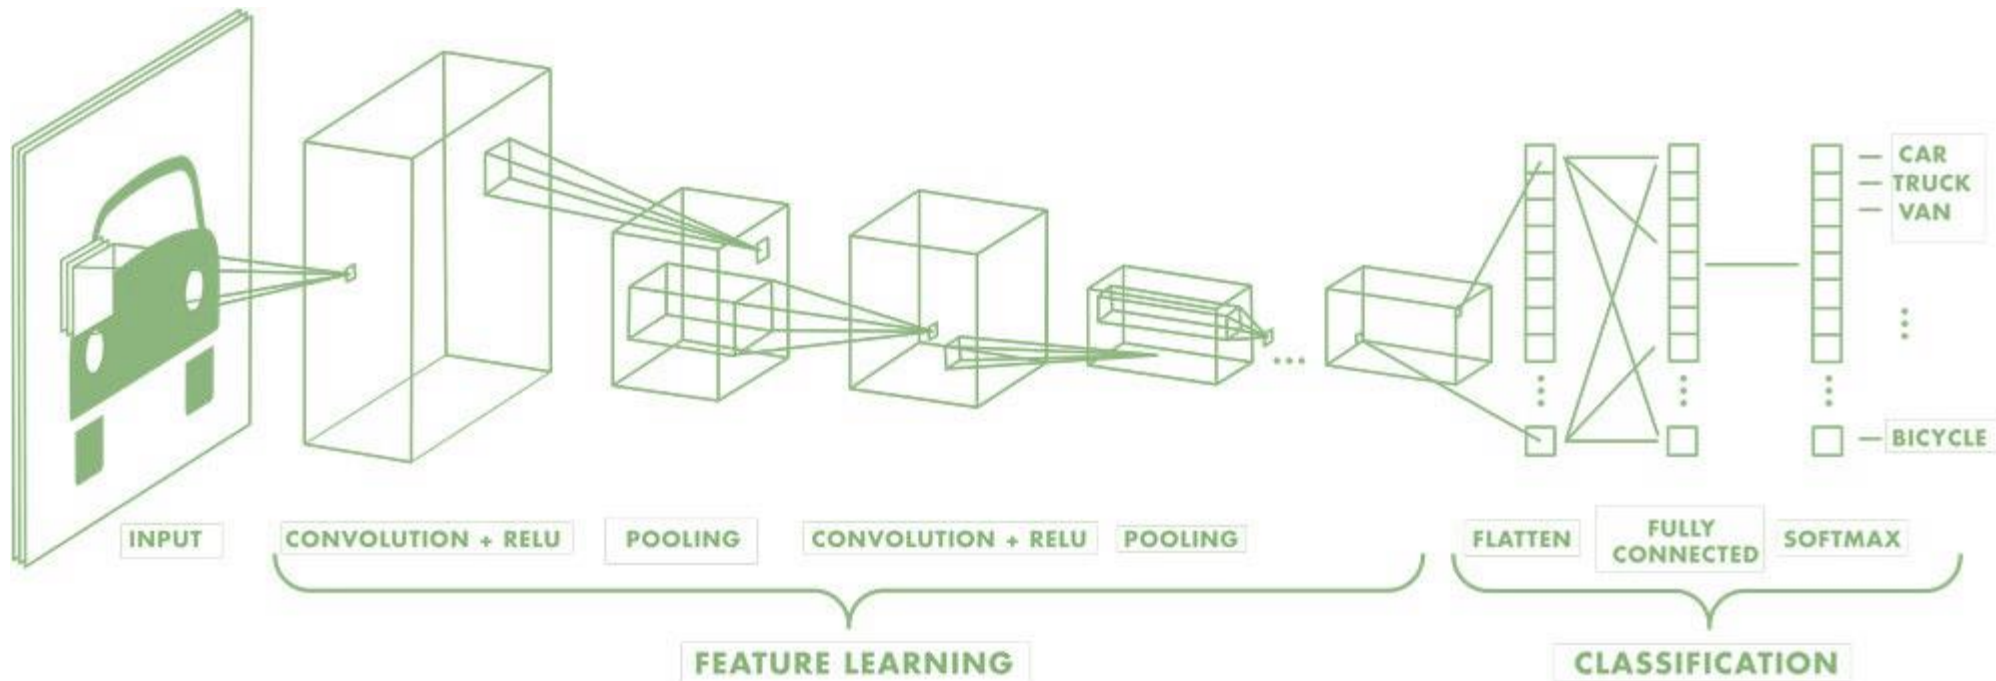 CAR
TRUCK
VAN
BICYCLE
INPUT
CONVOLUTION + RELU
POOLING
CONVOLUTION + RELU
POOLING
FLATTEN
FULLY
CONNECTED
SOFTMAX
FEATURE LEARNING
CLASSIFICATION